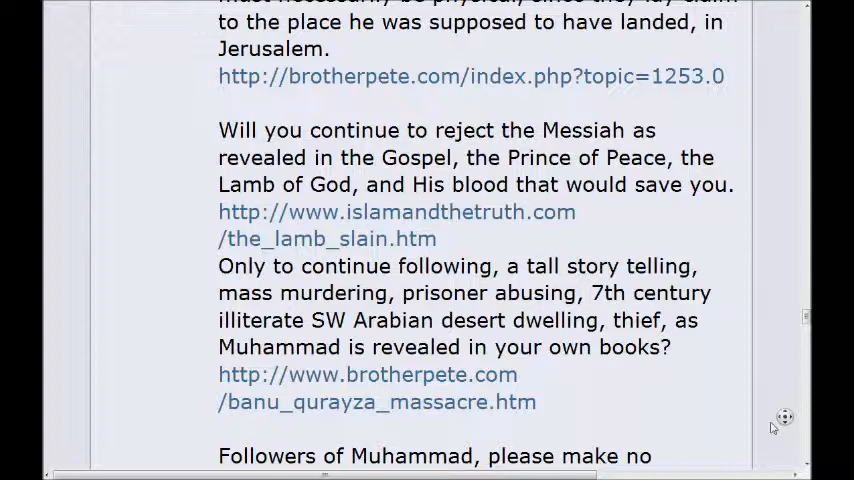 to the place he was supposed to have landed, in
Jerusalem.
http://brotherpete.com/index.php?topic=1253.0
Will you continue to reject the Messiah as
revealed in the Gospel, the Prince of Peace, the
Lamb of God, and His blood that would save you.
http://www.islamandthetruth.com
/the_lamb_slain.htm
Only to continue following, a tall story telling,
mass murdering, prisoner abusing, 7th century
illiterate SW Arabian desert dwelling, thief, as
Muhammad is revealed in your own books?
http://www.brotherpete.com
/banu_qurayza_massacre.htm
Followers of Muhammad, please make no